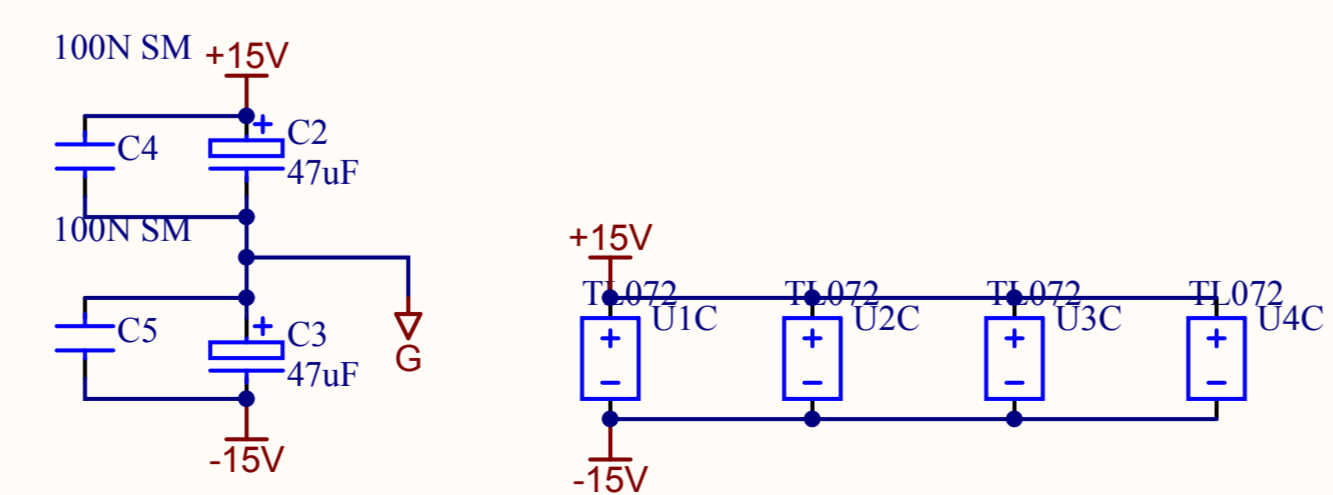 100N SM
+15V
C4
+
C2
47uF
100N SM
C5
+
C3
47uF
G
-15V
+15V
TL072
U1C
TL072
U2C
TL072
U3C
TL072
U4C
+
+
+
+
−
−
−
−
-15V